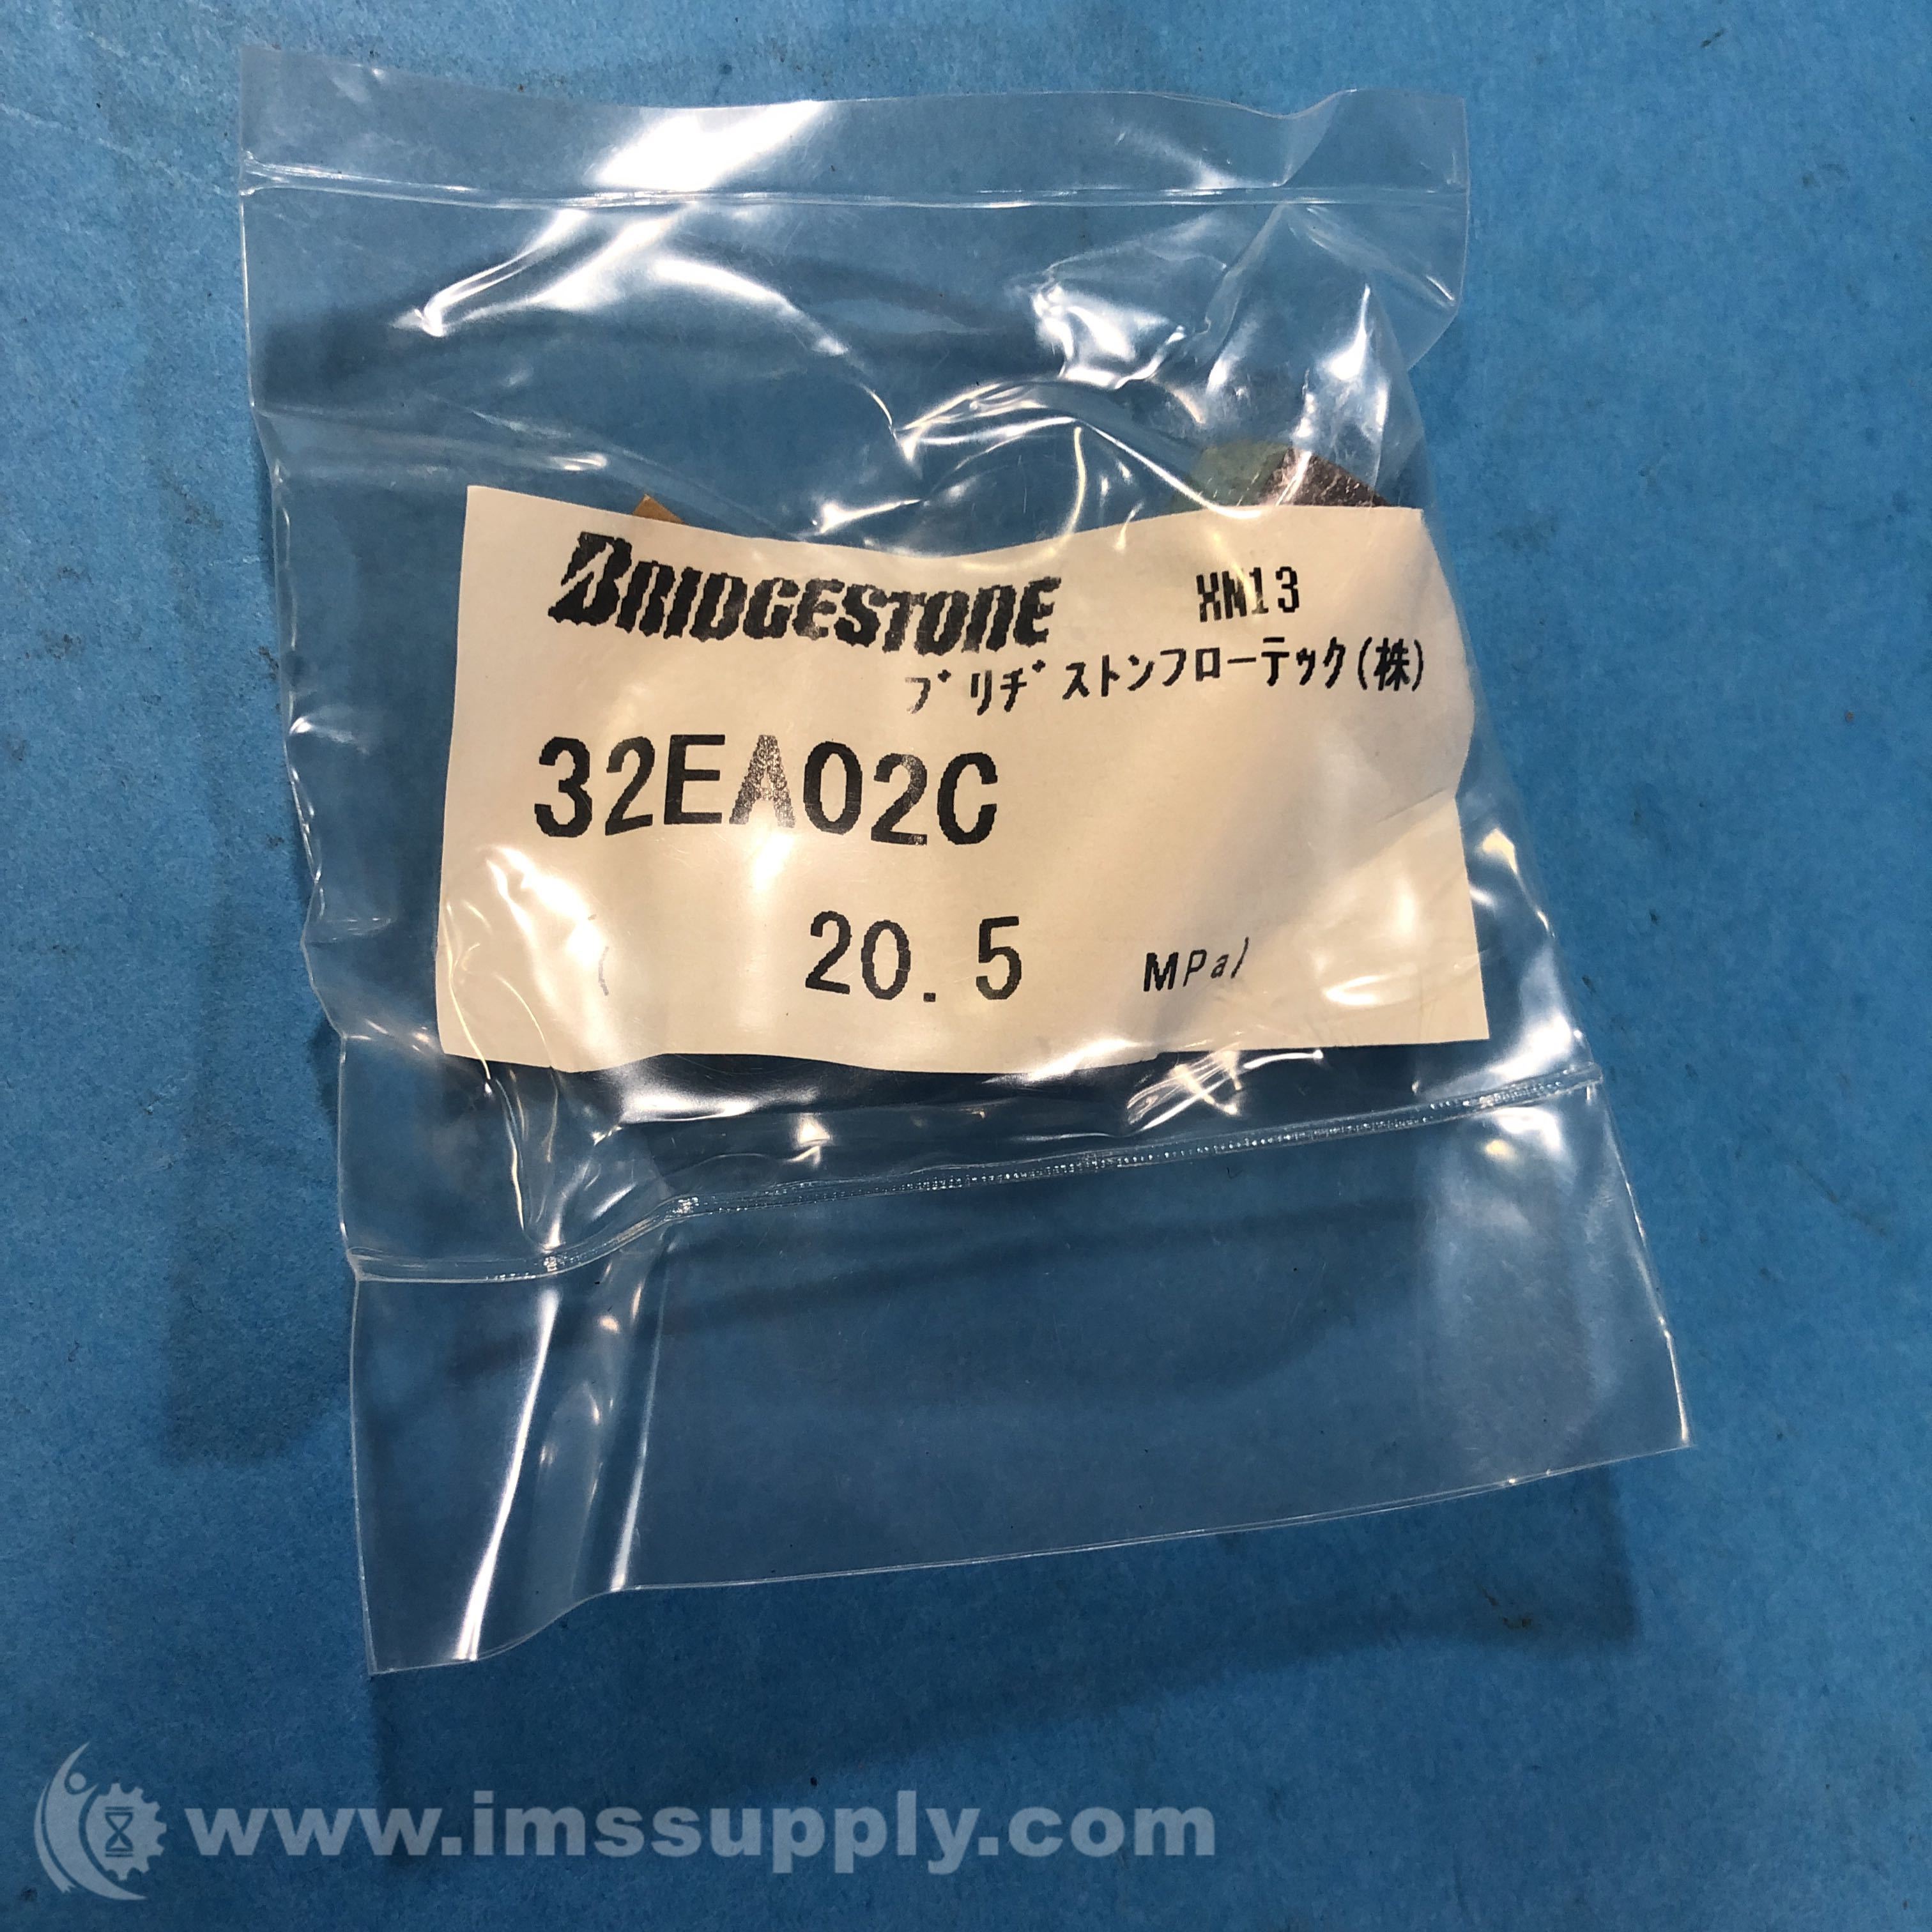 BRIDGESTONE HN13
ブリヂストンフローテック(株)
32EA02C
( 20.5 MPa)
www.imssupply.com